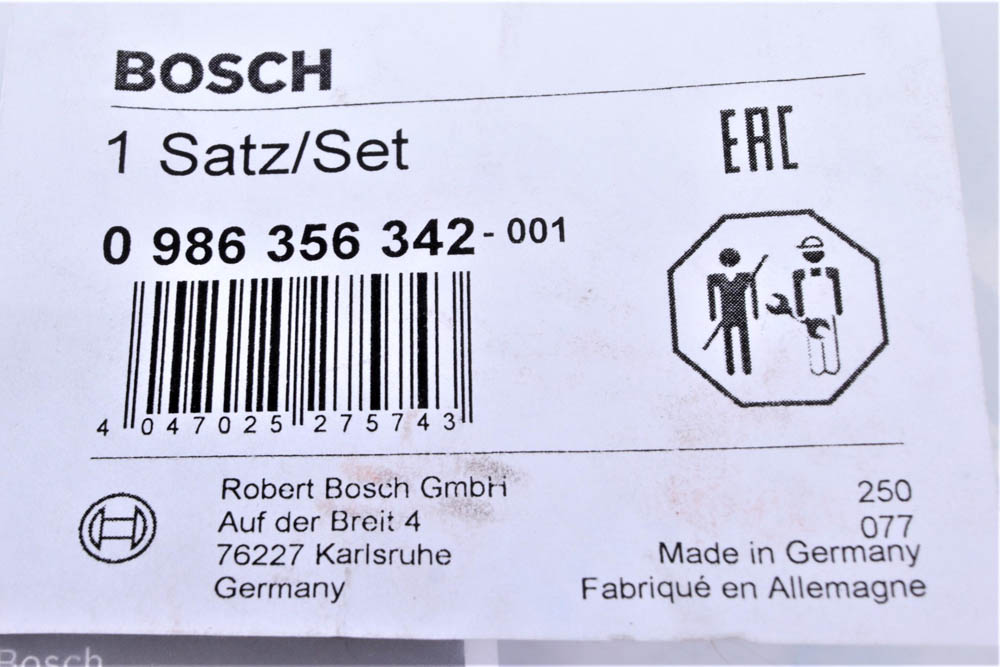 BOSCH
1 Satz/Set
EAC
0 986 356 342-001
4 047025 275743
Robert Bosch GmbH
Auf der Breit 4
76227 Karlsruhe
Germany
250
077
Made in Germany
Fabriqué en Allemagne
Bosch